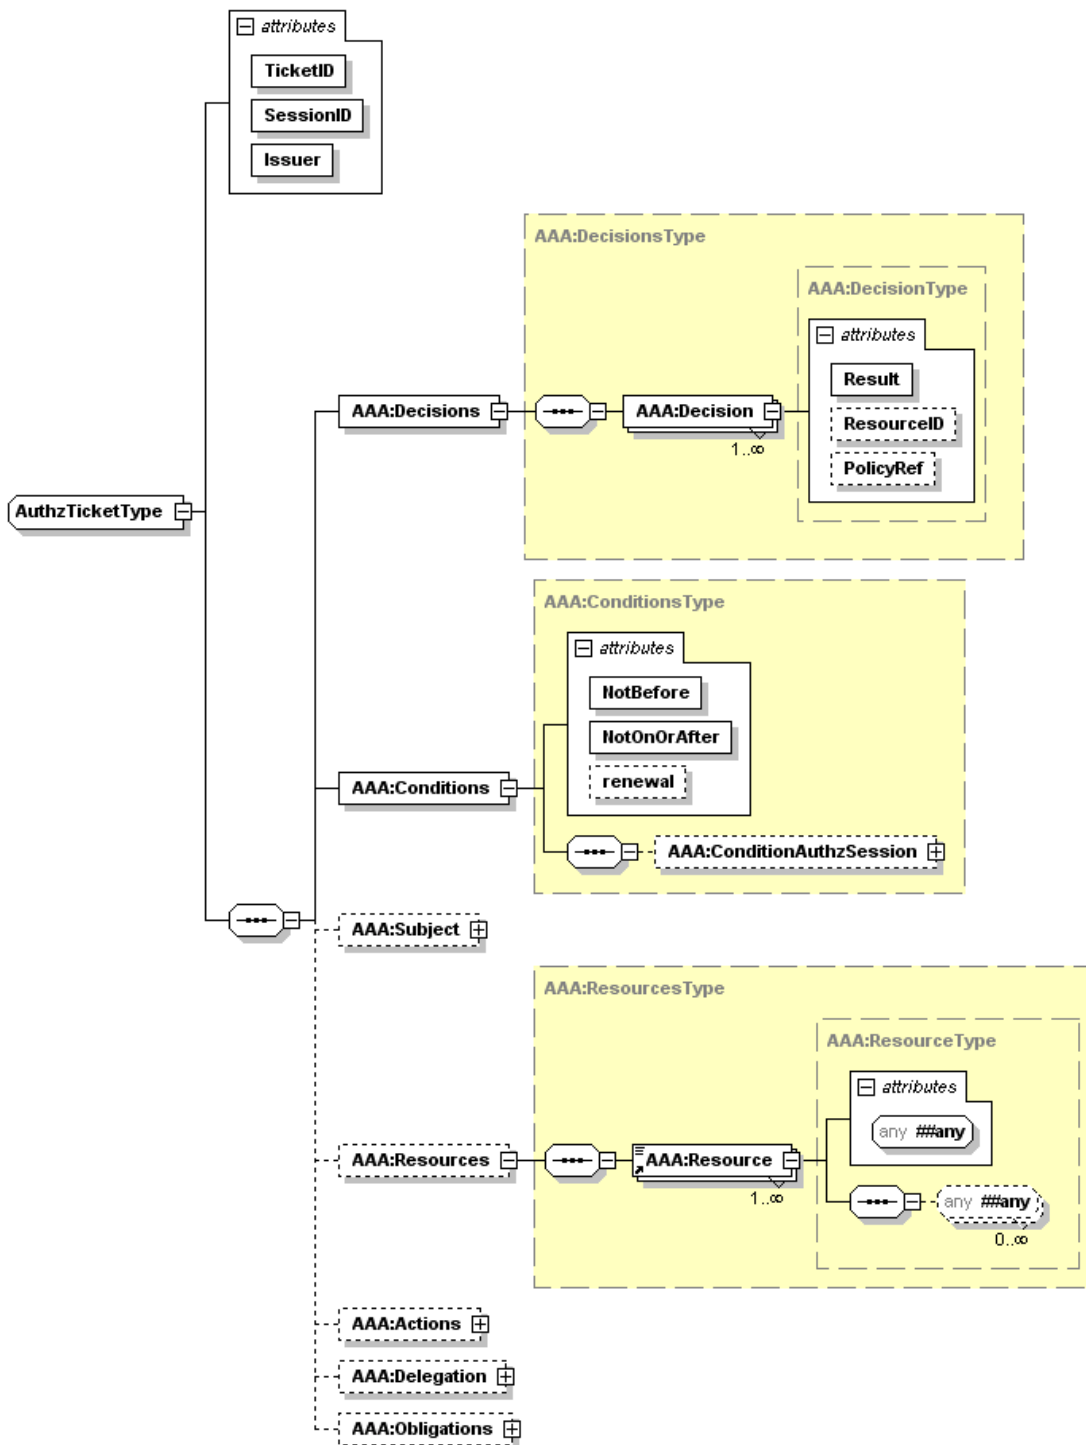 attributes
TicketID
SessionID
Issuer
AAA:DecisionsType
AAA:DecisionType
attributes
Result
AAA:Decisions
AAA:Decision
ResourceID
1..∞
PolicyRef
AuthzTicketType
AAA:ConditionsType
attributes
NotBefore
NotOnOrAfter
renewal
AAA:Conditions
AAA:ConditionAuthzSession
AAA:Subject
AAA:ResourcesType
AAA:ResourceType
attributes
any ##any
AAA:Resources
AAA:Resource
1..∞
any ##any
0..∞
AAA:Actions
AAA:Delegation
AAA:Obligations